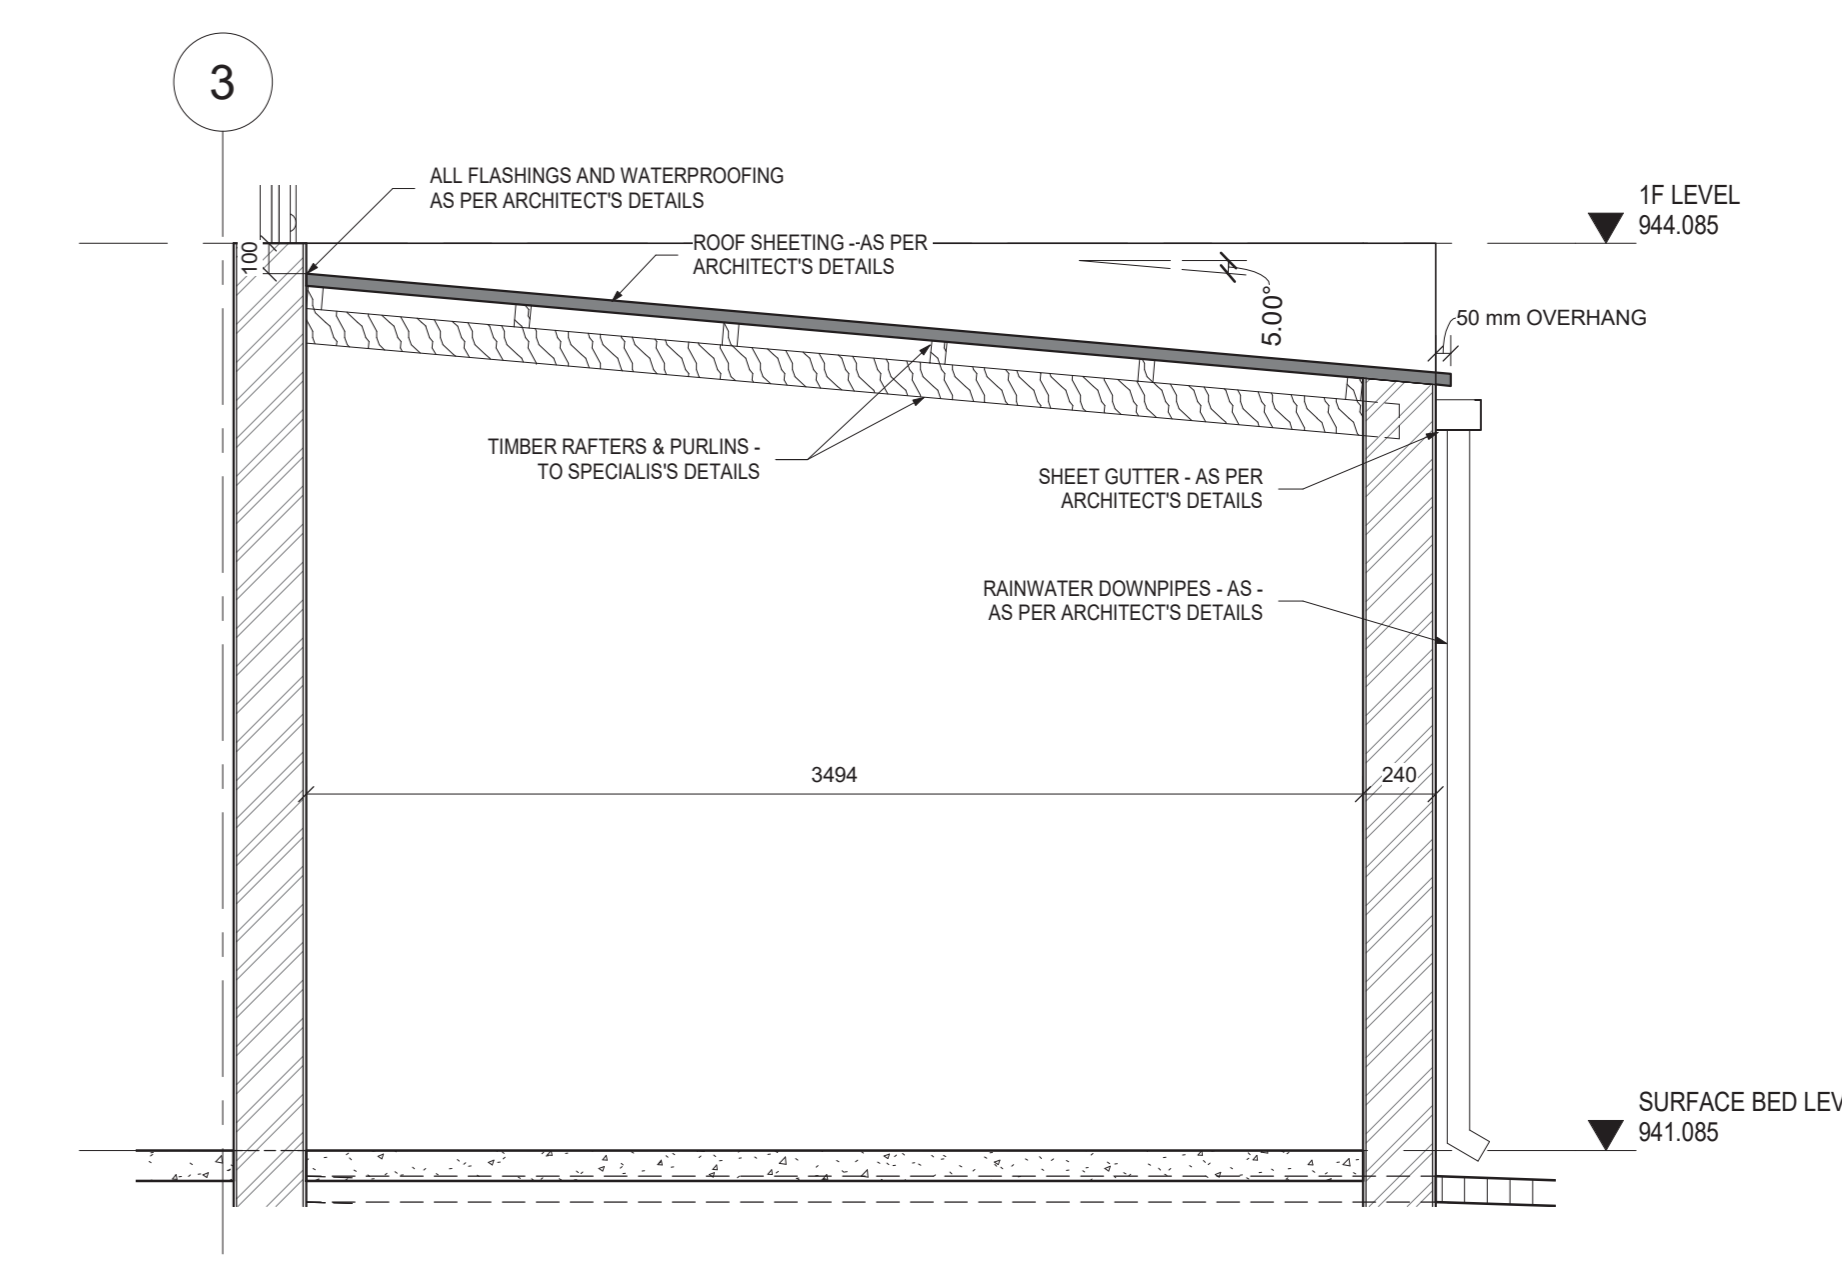 3
ALL FLASHINGS AND WATERPROOFING
AS PER ARCHITECT'S DETAILS
1F LEVEL
944.085
100
ROOF SHEETING - AS PER
ARCHITECT'S DETAILS
5.00°
50 mm OVERHANG
TIMBER RAFTERS & PURLINS -
TO SPECIALIS'S DETAILS
SHEET GUTTER - AS PER
ARCHITECT'S DETAILS
RAINWATER DOWNPIPES - AS -
AS PER ARCHITECT'S DETAILS
3494
240
SURFACE BED LEV
941.085